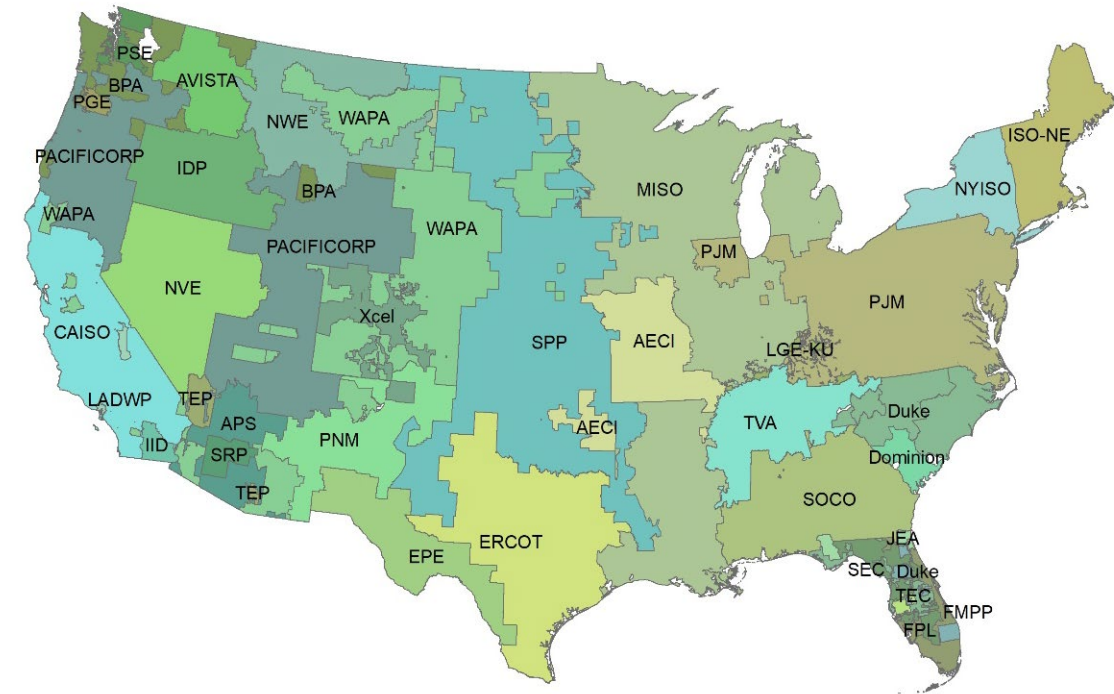 PSE
BPA
PGE
AVISTA
NWE
WAPA
ISO-NE
PACIFICORP
IDP
BPA
MISO
NYISO
WAPA
PACIFICORP
WAPA
PJM
NVE
Xcel
PJM
CAISO
SPP
AECI
LGE-KU
LADWP
TEP
APS
PNM
AECI
TVA
Duke
IID
SRP
Dominion
TEP
SOCO
ERCOT
EPE
JEA
SEC
Duke
TEC
FMPP
FPL